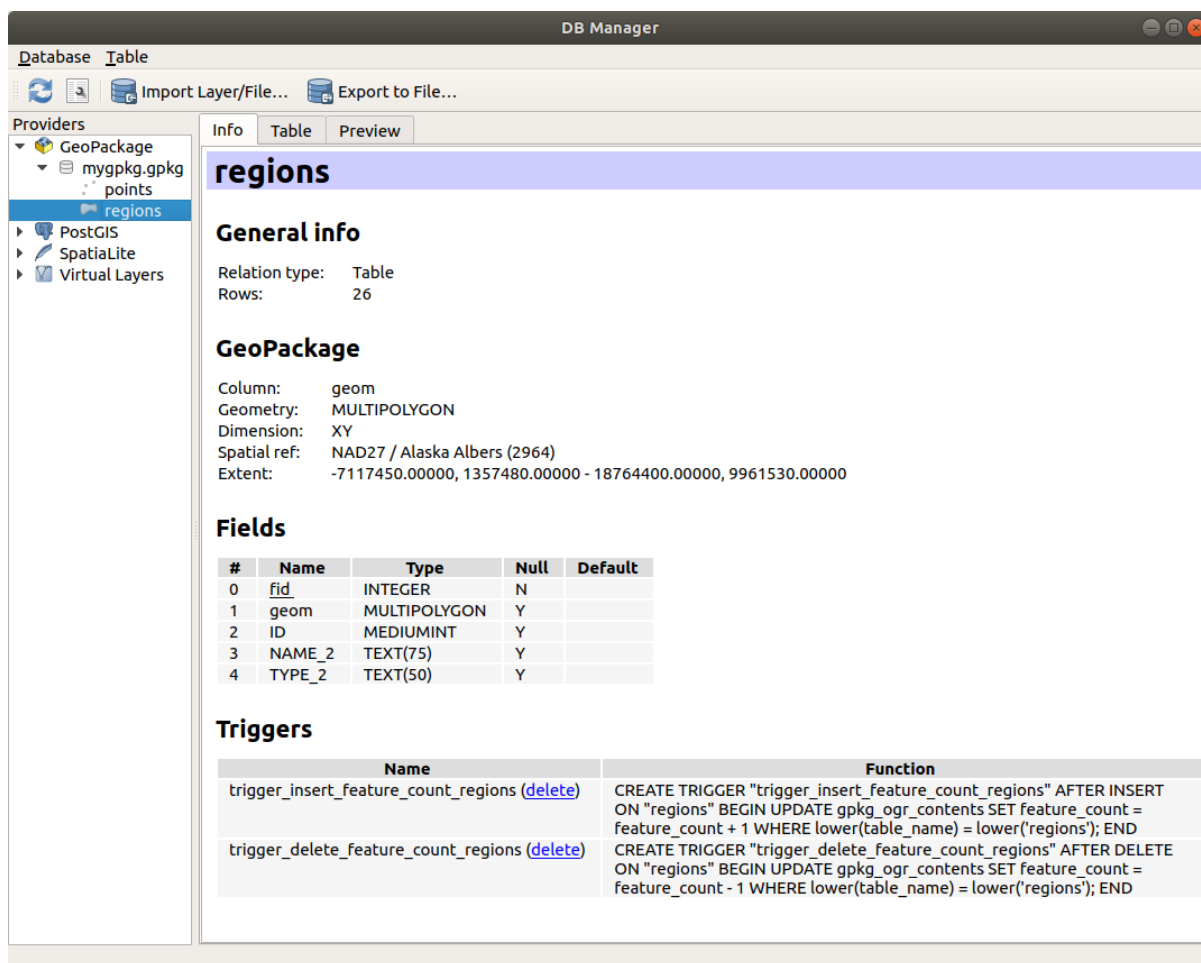 DB Manager
Database Table
Import Layer/File... Export to File...
Providers
GeoPackage
mygpkg.gpkg
points
regions
PostGIS
SpatiaLite
Virtual Layers
Info Table Preview
regions
General info
Relation type: Table
Rows: 26
GeoPackage
Column: geom
Geometry: MULTIPOLYGON
Dimension: XY
Spatial ref: NAD27 / Alaska Albers (2964)
Extent: -7117450.00000, 1357480.00000 - 18764400.00000, 9961530.00000
Fields
# Name Type Null Default
0 fid INTEGER N
1 geom MULTIPOLYGON Y
2 ID MEDIUMINT Y
3 NAME_2 TEXT(75) Y
4 TYPE_2 TEXT(50) Y
Triggers
Name Function
trigger_insert_feature_count_regions (delete) CREATE TRIGGER "trigger_insert_feature_count_regions" AFTER INSERT
ON "regions" BEGIN UPDATE gpkg_ogr_contents SET feature_count =
feature_count + 1 WHERE lower(table_name) = lower('regions'); END
trigger_delete_feature_count_regions (delete) CREATE TRIGGER "trigger_delete_feature_count_regions" AFTER DELETE
ON "regions" BEGIN UPDATE gpkg_ogr_contents SET feature_count =
feature_count - 1 WHERE lower(table_name) = lower('regions'); END